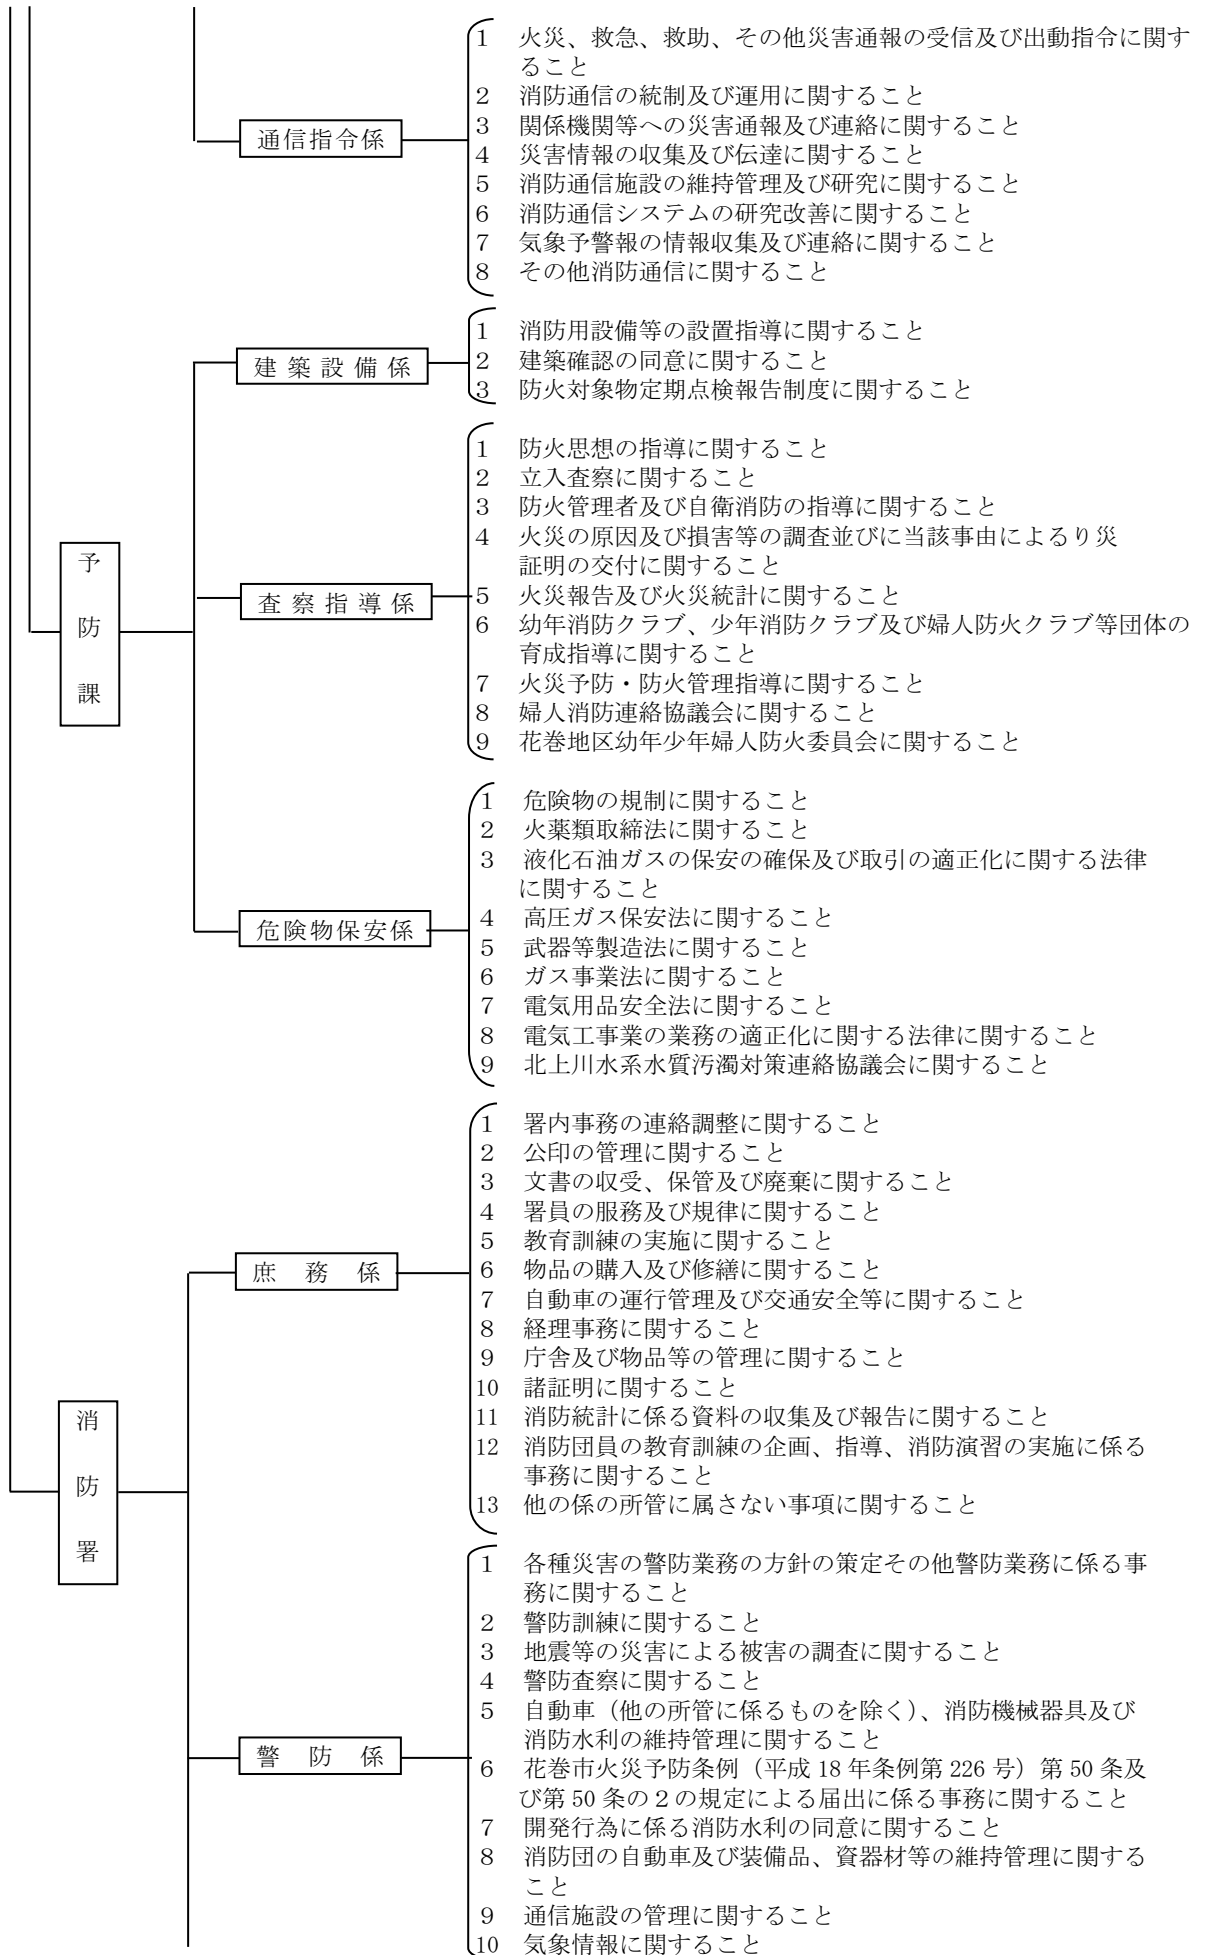 1 火災、救急、救助、その他災害通報の受信及び出動指令に関す
ること
2 消防通信の統制及び運用に関すること
通信指令係
3 関係機関等への災害通報及び連絡に関すること
4 災害情報の収集及び伝達に関すること
5 消防通信施設の維持管理及び研究に関すること
6 消防通信システムの研究改善に関すること
7 気象予警報の情報収集及び連絡に関すること
8 その他消防通信に関すること
建築設備係
1 消防用設備等の設置指導に関すること
2 建築確認の同意に関すること
3 防火対象物定期点検報告制度に関すること
予防課
査察指導係
1 防火思想の指導に関すること
2 立入査察に関すること
3 防火管理者及び自衛消防の指導に関すること
4 火災の原因及び損害等の調査並びに当該事由によるり災
証明の交付に関すること
5 火災報告及び火災統計に関すること
6 幼年消防クラブ、少年消防クラブ及び婦人防火クラブ等団体の
育成指導に関すること
7 火災予防・防火管理指導に関すること
8 婦人消防連絡協議会に関すること
9 花巻地区幼年少年婦人防火委員会に関すること
危険物保安係
1 危険物の規制に関すること
2 火薬類取締法に関すること
3 液化石油ガスの保安の確保及び取引の適正化に関する法律
に関すること
4 高圧ガス保安法に関すること
5 武器等製造法に関すること
6 ガス事業法に関すること
7 電気用品安全法に関すること
8 電気工事業の業務の適正化に関する法律に関すること
9 北上川水系水質汚濁対策連絡協議会に関すること
消防署
庶務係
1 署内事務の連絡調整に関すること
2 公印の管理に関すること
3 文書の収受、保管及び廃棄に関すること
4 署員の服務及び規律に関すること
5 教育訓練の実施に関すること
6 物品の購入及び修繕に関すること
7 自動車の運行管理及び交通安全等に関すること
8 経理事務に関すること
9 庁舎及び物品等の管理に関すること
10 諸証明に関すること
11 消防統計に係る資料の収集及び報告に関すること
12 消防団員の教育訓練の企画、指導、消防演習の実施に係る
事務に関すること
13 他の係の所管に属さない事項に関すること
警防係
1 各種災害の警防業務の方針の策定その他警防業務に係る事
務に関すること
2 警防訓練に関すること
3 地震等の災害による被害の調査に関すること
4 警防査察に関すること
5 自動車（他の所管に係るものを除く）、消防機械器具及び
消防水利の維持管理に関すること
6 花巻市火災予防条例（平成 18 年条例第 226 号）第 50 条及
び第 50 条の２の規定による届出に係る事務に関すること
7 開発行為に係る消防水利の同意に関すること
8 消防団の自動車及び装備品、資器材等の維持管理に関する
こと
9 通信施設の管理に関すること
10 気象情報に関すること